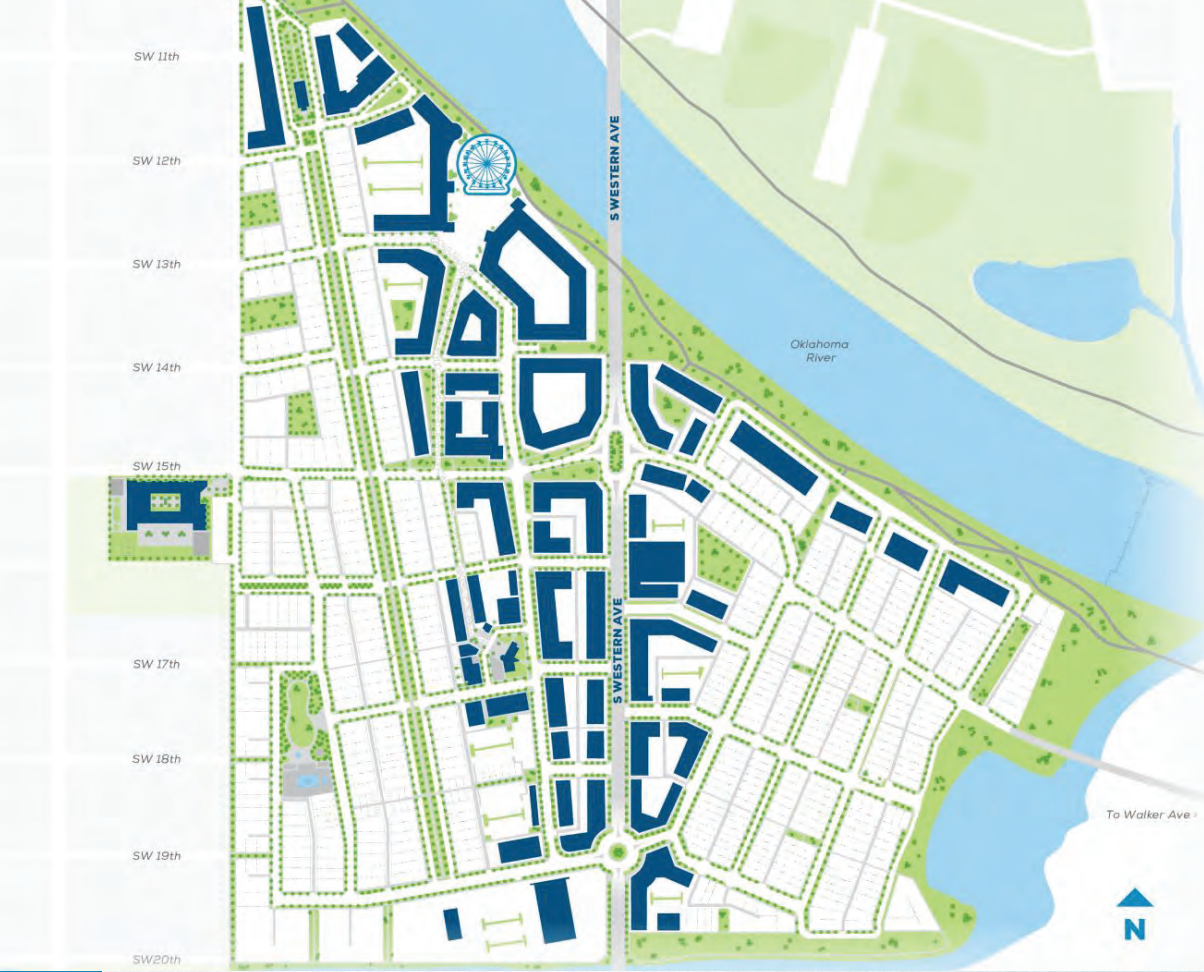 SW 11th
SW 12th
S WESTERN AVE
SW 13th
Oklahoma
River
SW 14th
SW 15th
S WESTERN AVE
SW 17th
SW 18th
To Walker Ave ›
SW 19th
N
SW20th